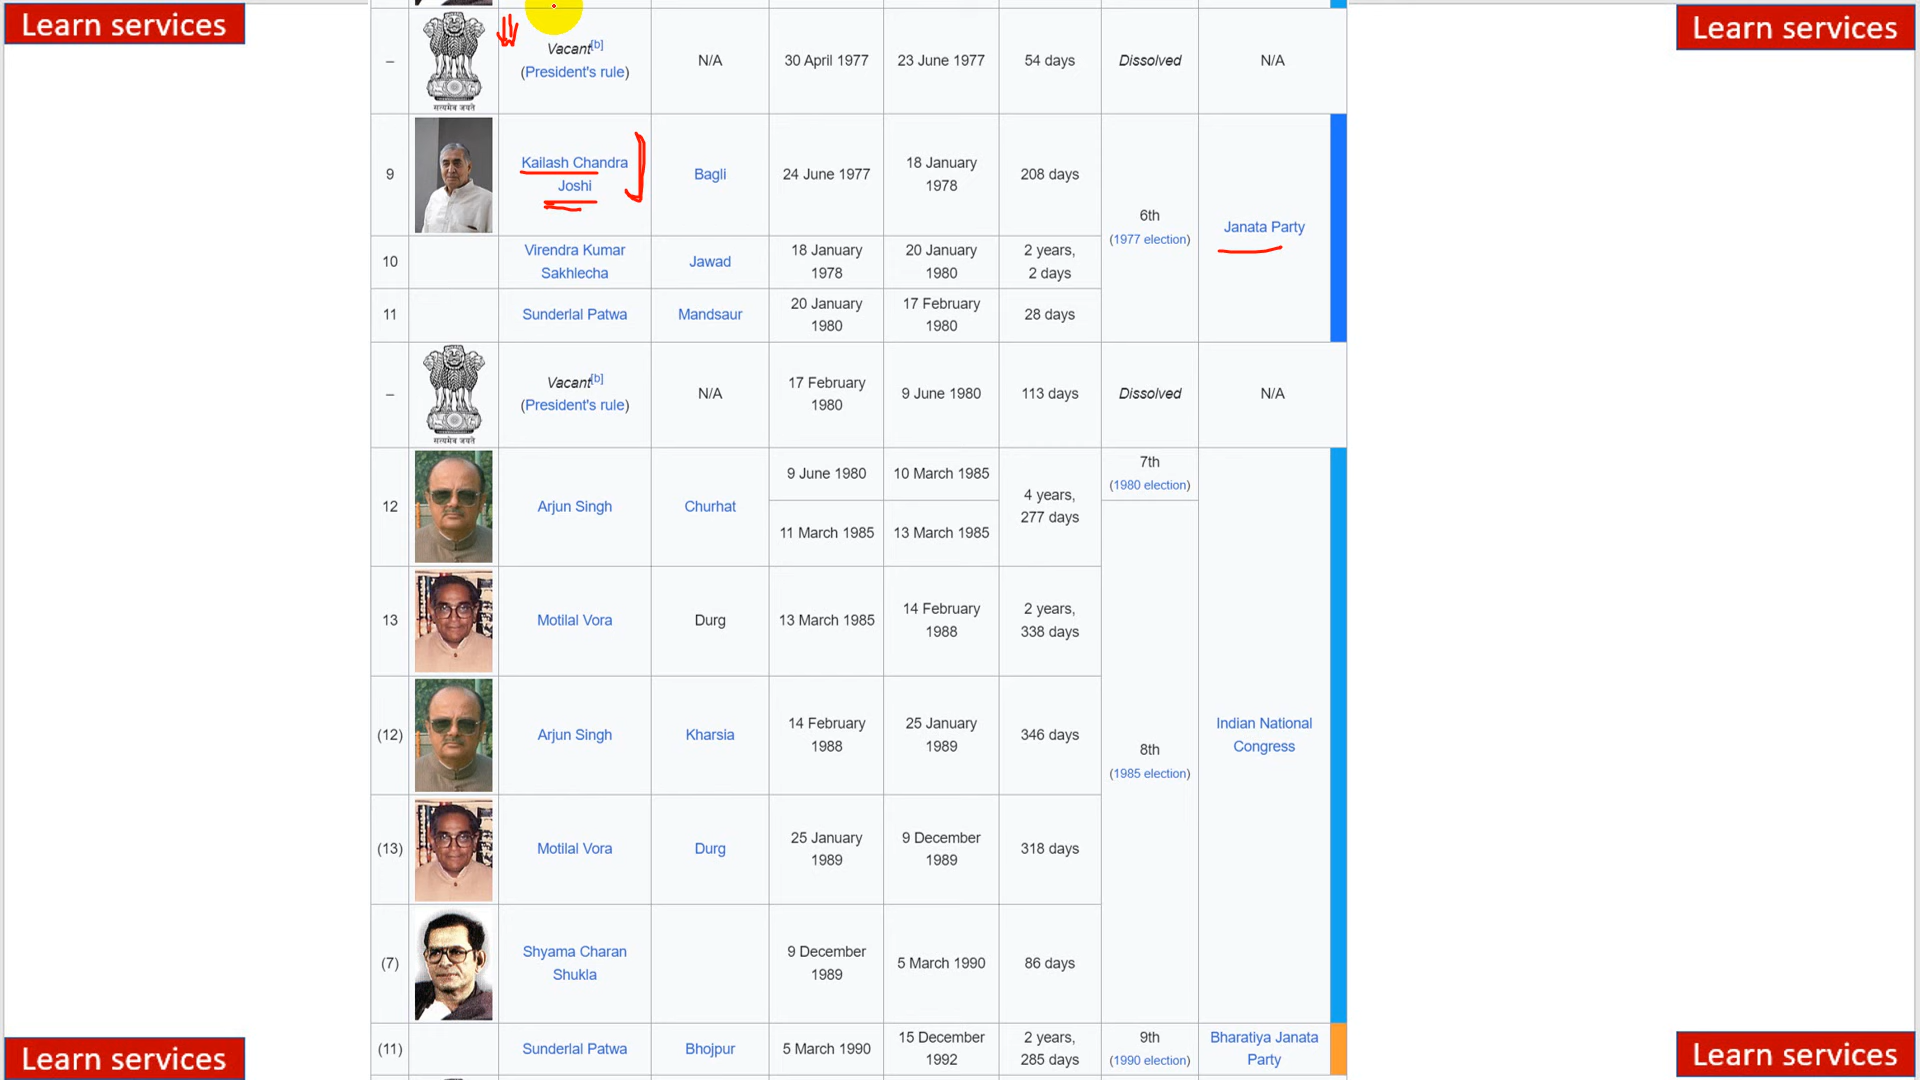 Learn services
Learn services
–
सत्यमेव जयते
Vacant[b]
(President's rule)
N/A
30 April 1977
23 June 1977
54 days
Dissolved
N/A
9
Kailash Chandra
Joshi
Bagli
24 June 1977
18 January
1978
208 days
6th
(1977 election)
Janata Party
10
Virendra Kumar
Sakhlecha
Jawad
18 January
1978
20 January
1980
2 years,
2 days
11
Sunderlal Patwa
Mandsaur
20 January
1980
17 February
1980
28 days
–
सत्यमेव जयते
Vacant[b]
(President's rule)
N/A
17 February
1980
9 June 1980
113 days
Dissolved
N/A
12
Arjun Singh
Churhat
9 June 1980
10 March 1985
11 March 1985
13 March 1985
4 years,
277 days
7th
(1980 election)
13
Motilal Vora
Durg
13 March 1985
14 February
1988
2 years,
338 days
(12)
Arjun Singh
Kharsia
14 February
1988
25 January
1989
346 days
8th
(1985 election)
Indian National
Congress
(13)
Motilal Vora
Durg
25 January
1989
9 December
1989
318 days
(7)
Shyama Charan
Shukla
9 December
1989
5 March 1990
86 days
(11)
Sunderlal Patwa
Bhojpur
5 March 1990
15 December
1992
2 years,
285 days
9th
(1990 election)
Bharatiya Janata
Party
Learn services
Learn services